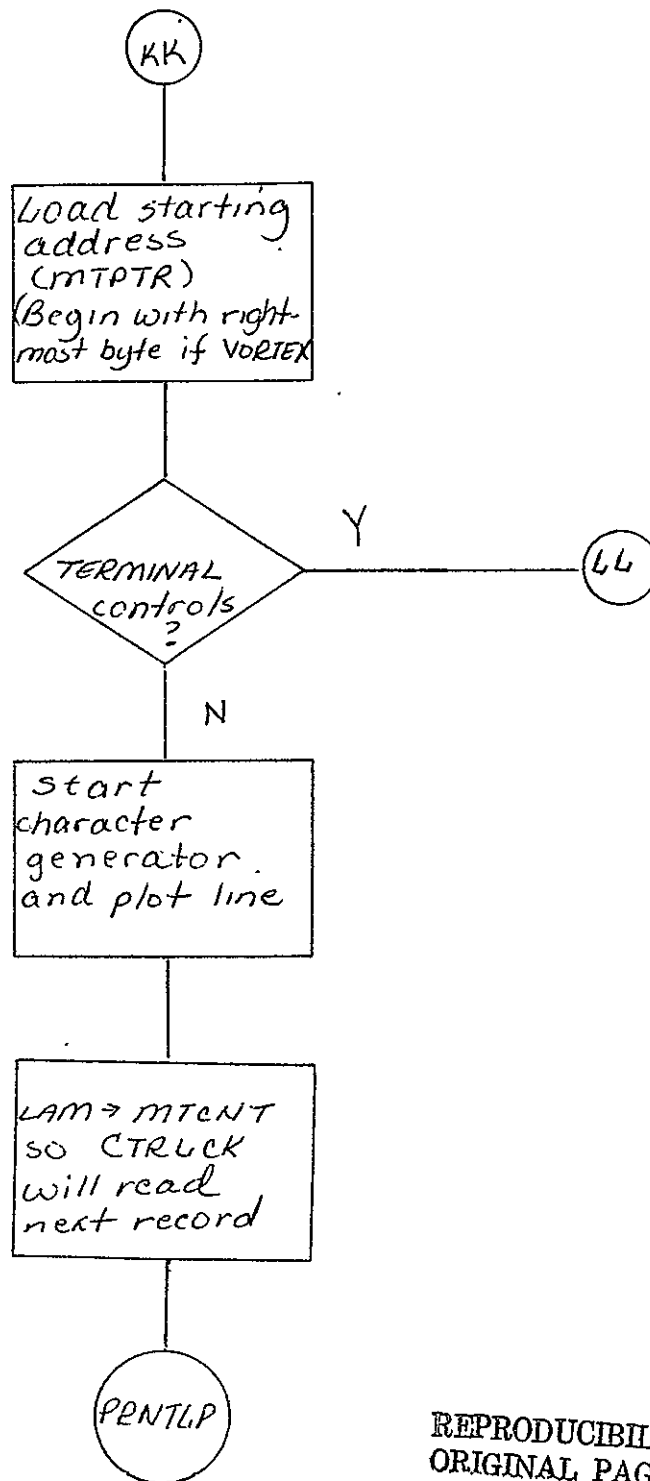 KK
Load starting
address
(MTPTR)
(Begin with right-
most byte if VORTEX
TERMINAL
controls
?
Y
LL
N
start
character
generator
and plot line
LAM → MTCNT
so CTRLCK
will read
next record
PRNTLP
REPRODUCIBIL
ORIGINAL PAG